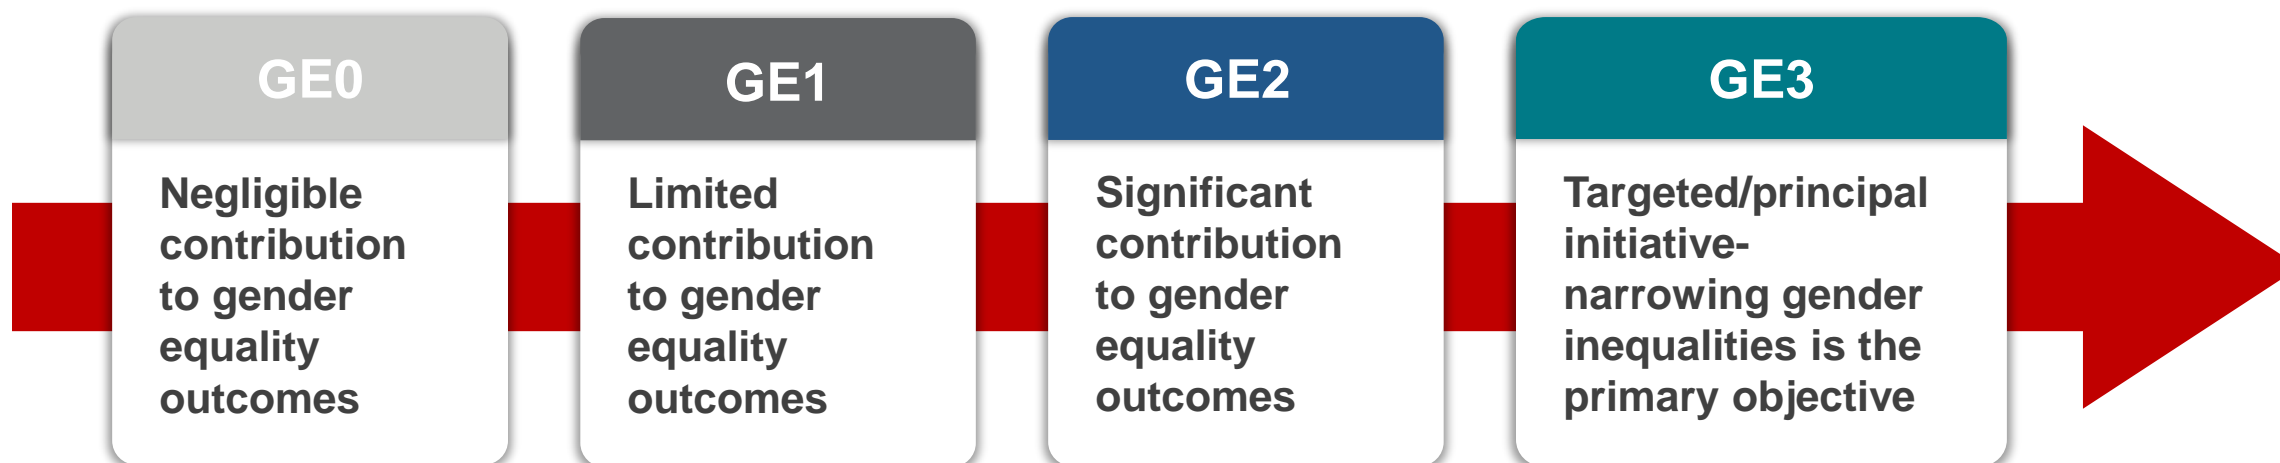 GE0
Negligible
contribution
to gender
equality
outcomes
GE1
Limited
contribution
to gender
equality
outcomes
GE2
Significant
contribution
to gender
equality
outcomes
GE3
Targeted/principal
initiative-
narrowing gender
inequalities is the
primary objective